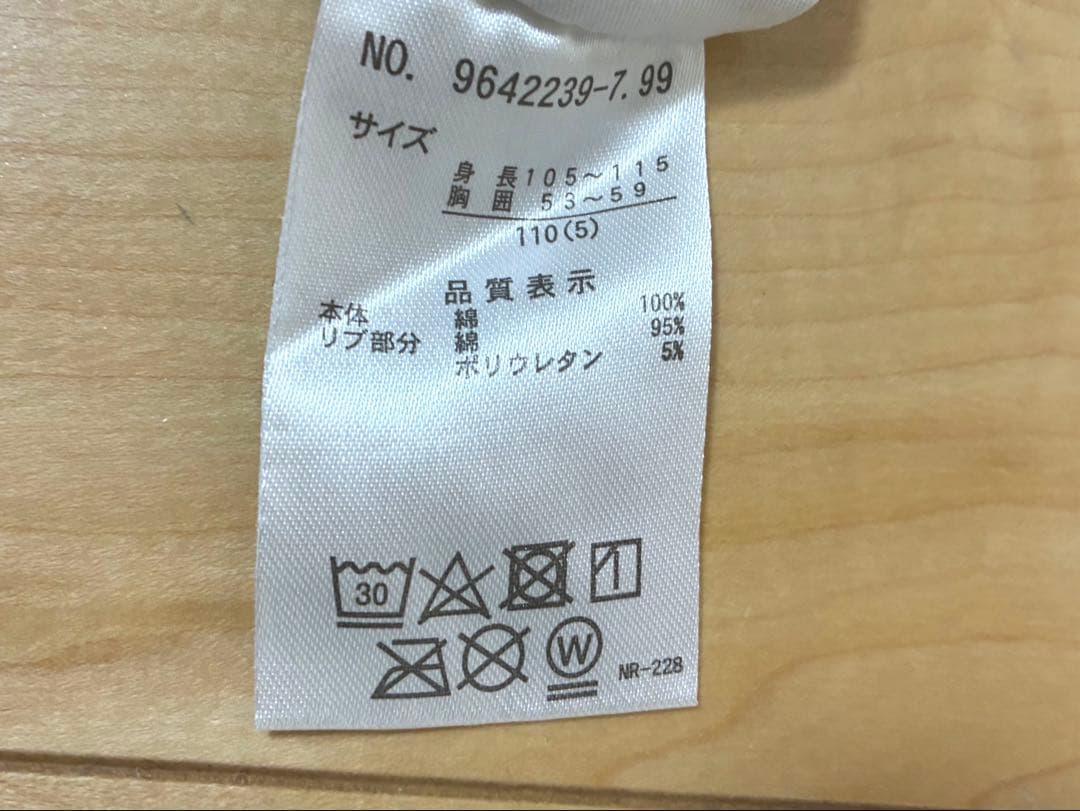 NO. 9642239-7.99
サイズ
身長105～115
胸囲 53～59
110(5)
品質表示
本体 綿 100%
リブ部分 綿 95%
ポリウレタン 5%
30
W
NR-228